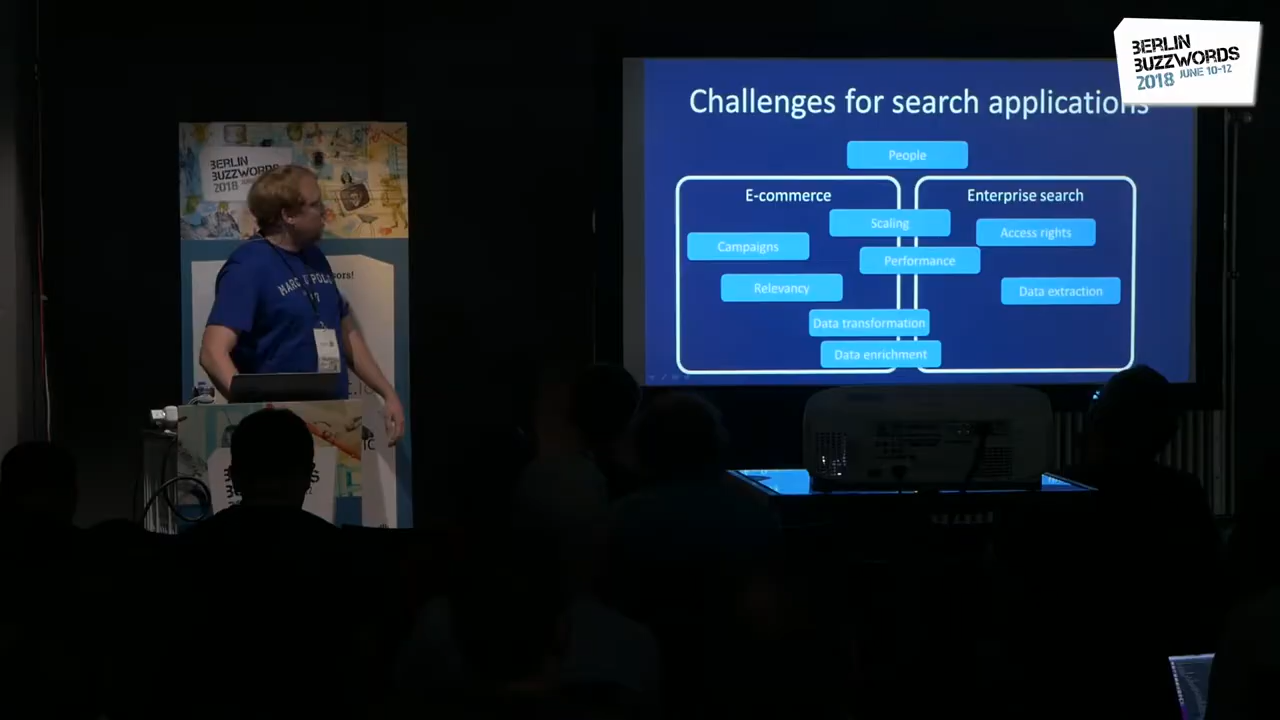 BERLIN
BUZZWORDS
2018 JUNE 10-12
Challenges for search applications
People
E-commerce
Enterprise search
Scaling
Access rights
Campaigns
Performance
Relevancy
Data extraction
Data transformation
Data enrichment
BERLIN
BUZZWORDS
2018